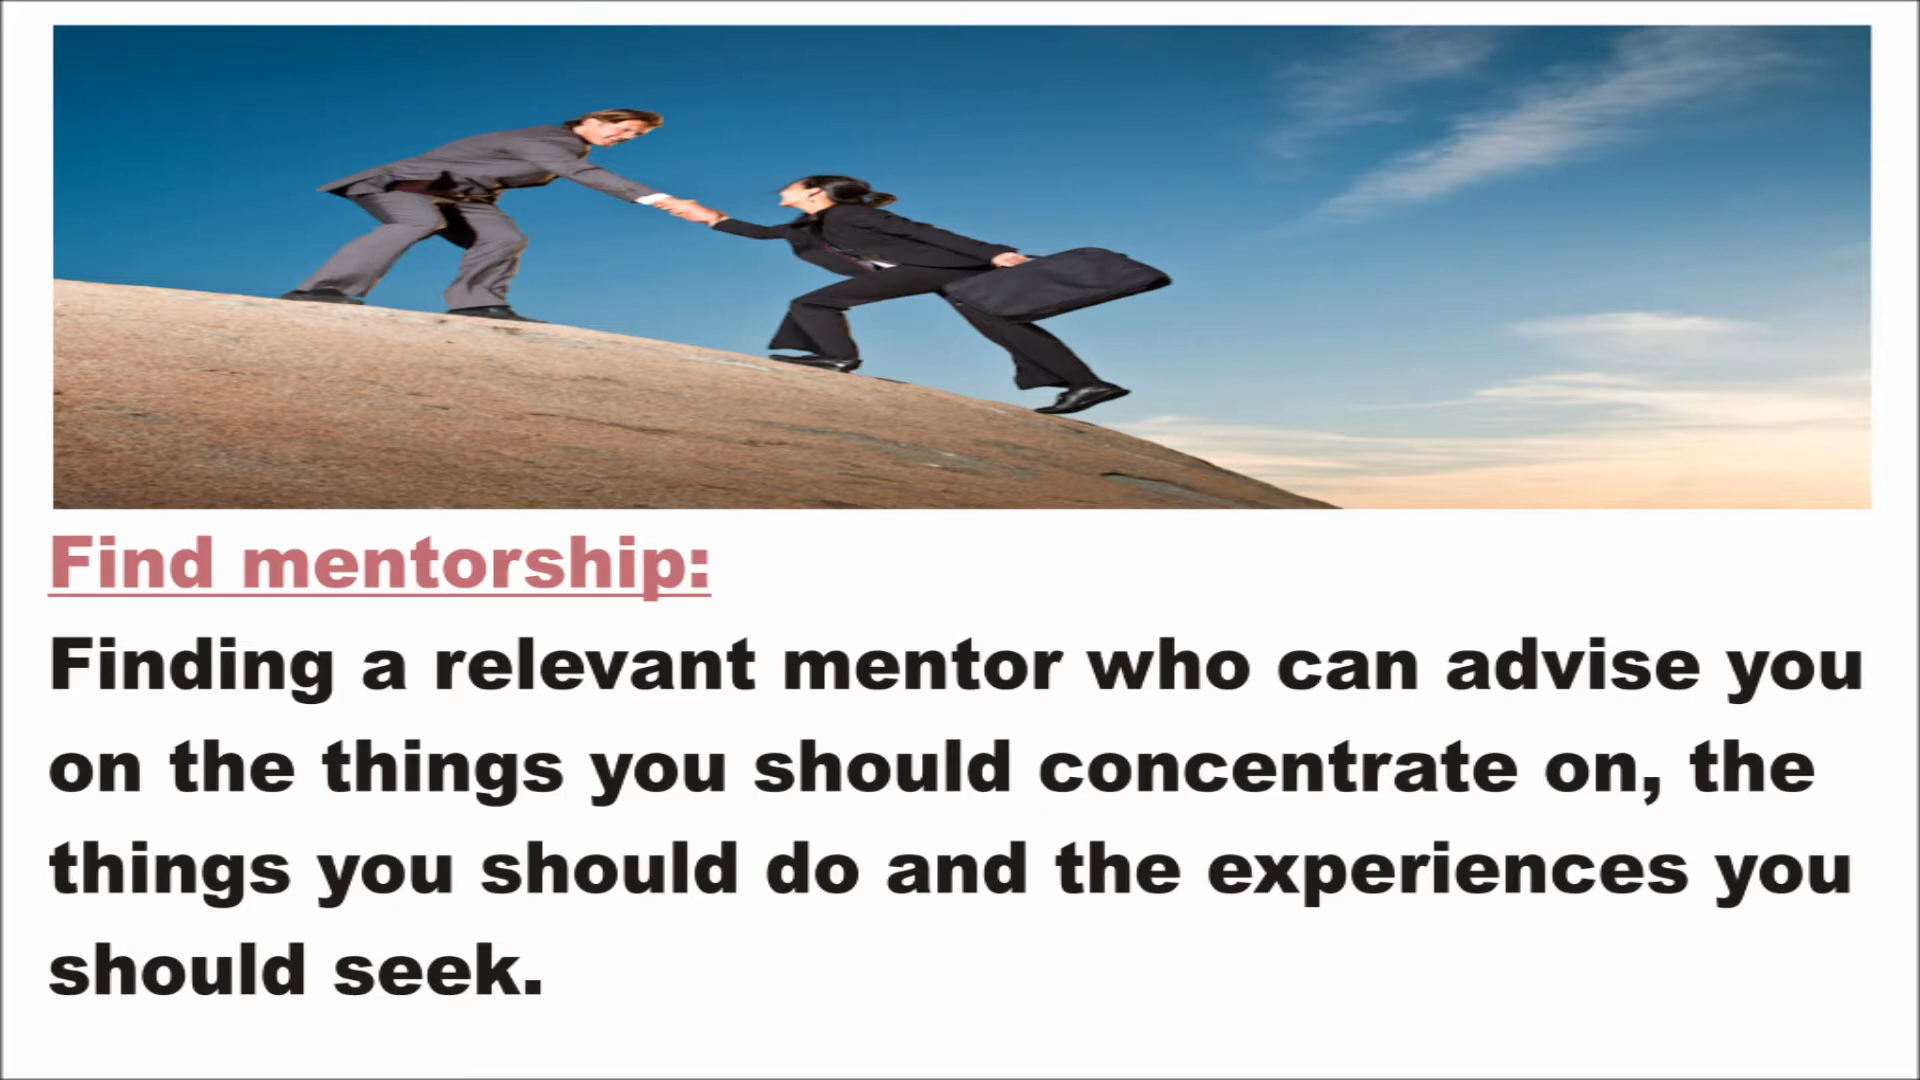 Find mentorship:
Finding a relevant mentor who can advise you
on the things you should concentrate on, the
things you should do and the experiences you
should seek.